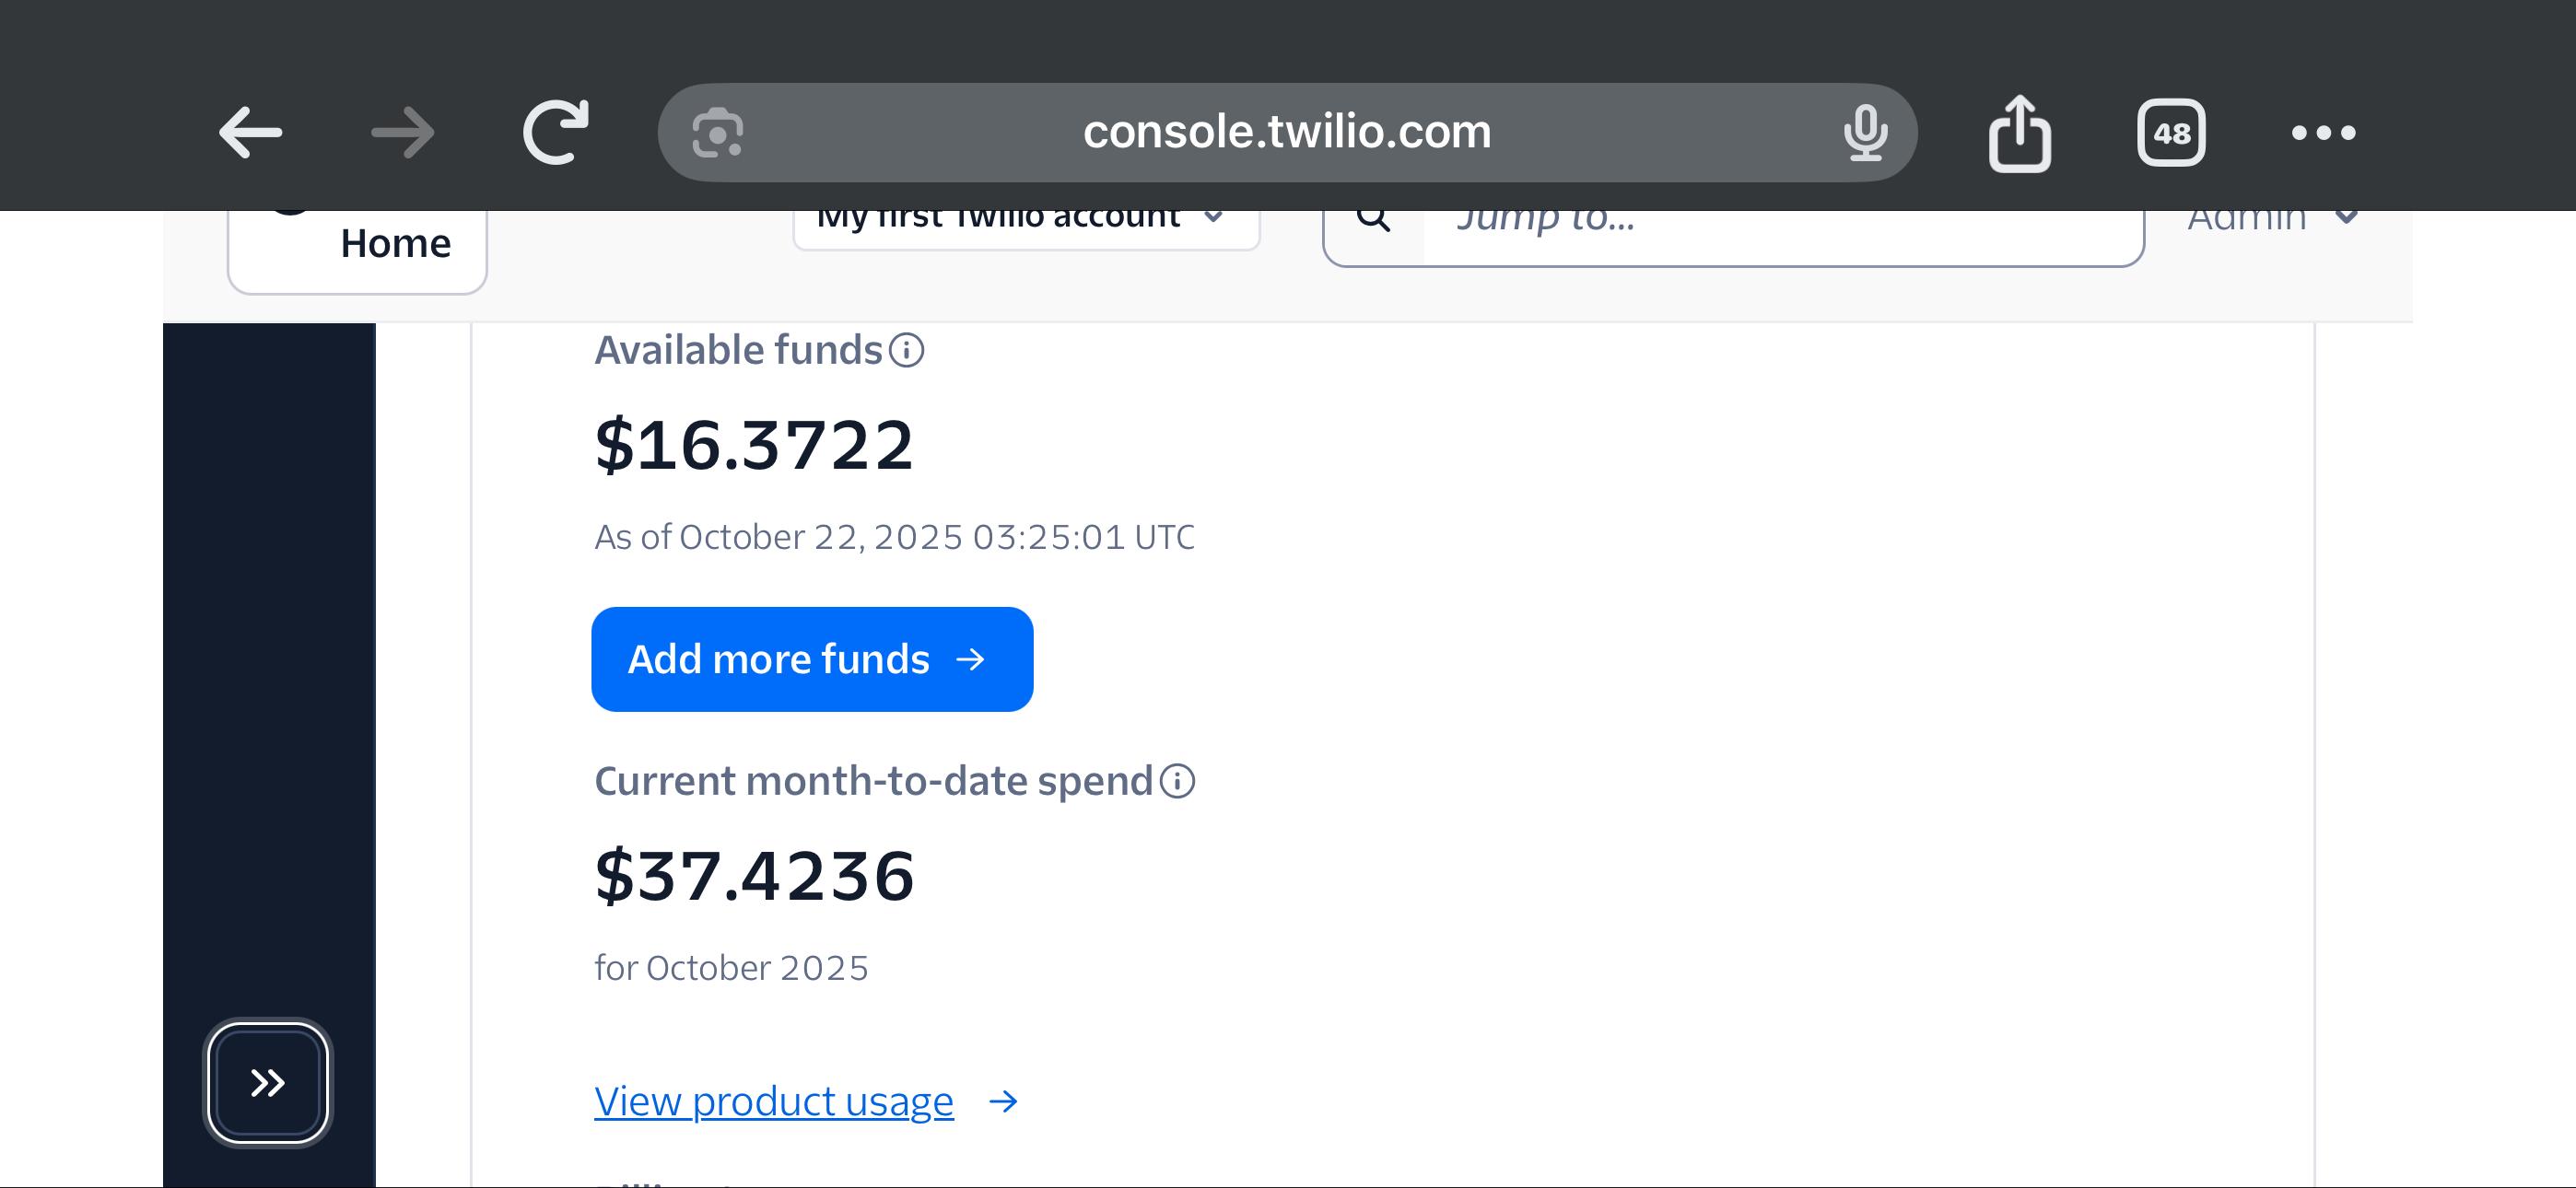 console.twilio.com
48
My first Twilio account
Jump to...
Admin
Home
Available funds
$16.3722
As of October 22, 2025 03:25:01 UTC
Add more funds →
Current month-to-date spend
$37.4236
for October 2025
View product usage →